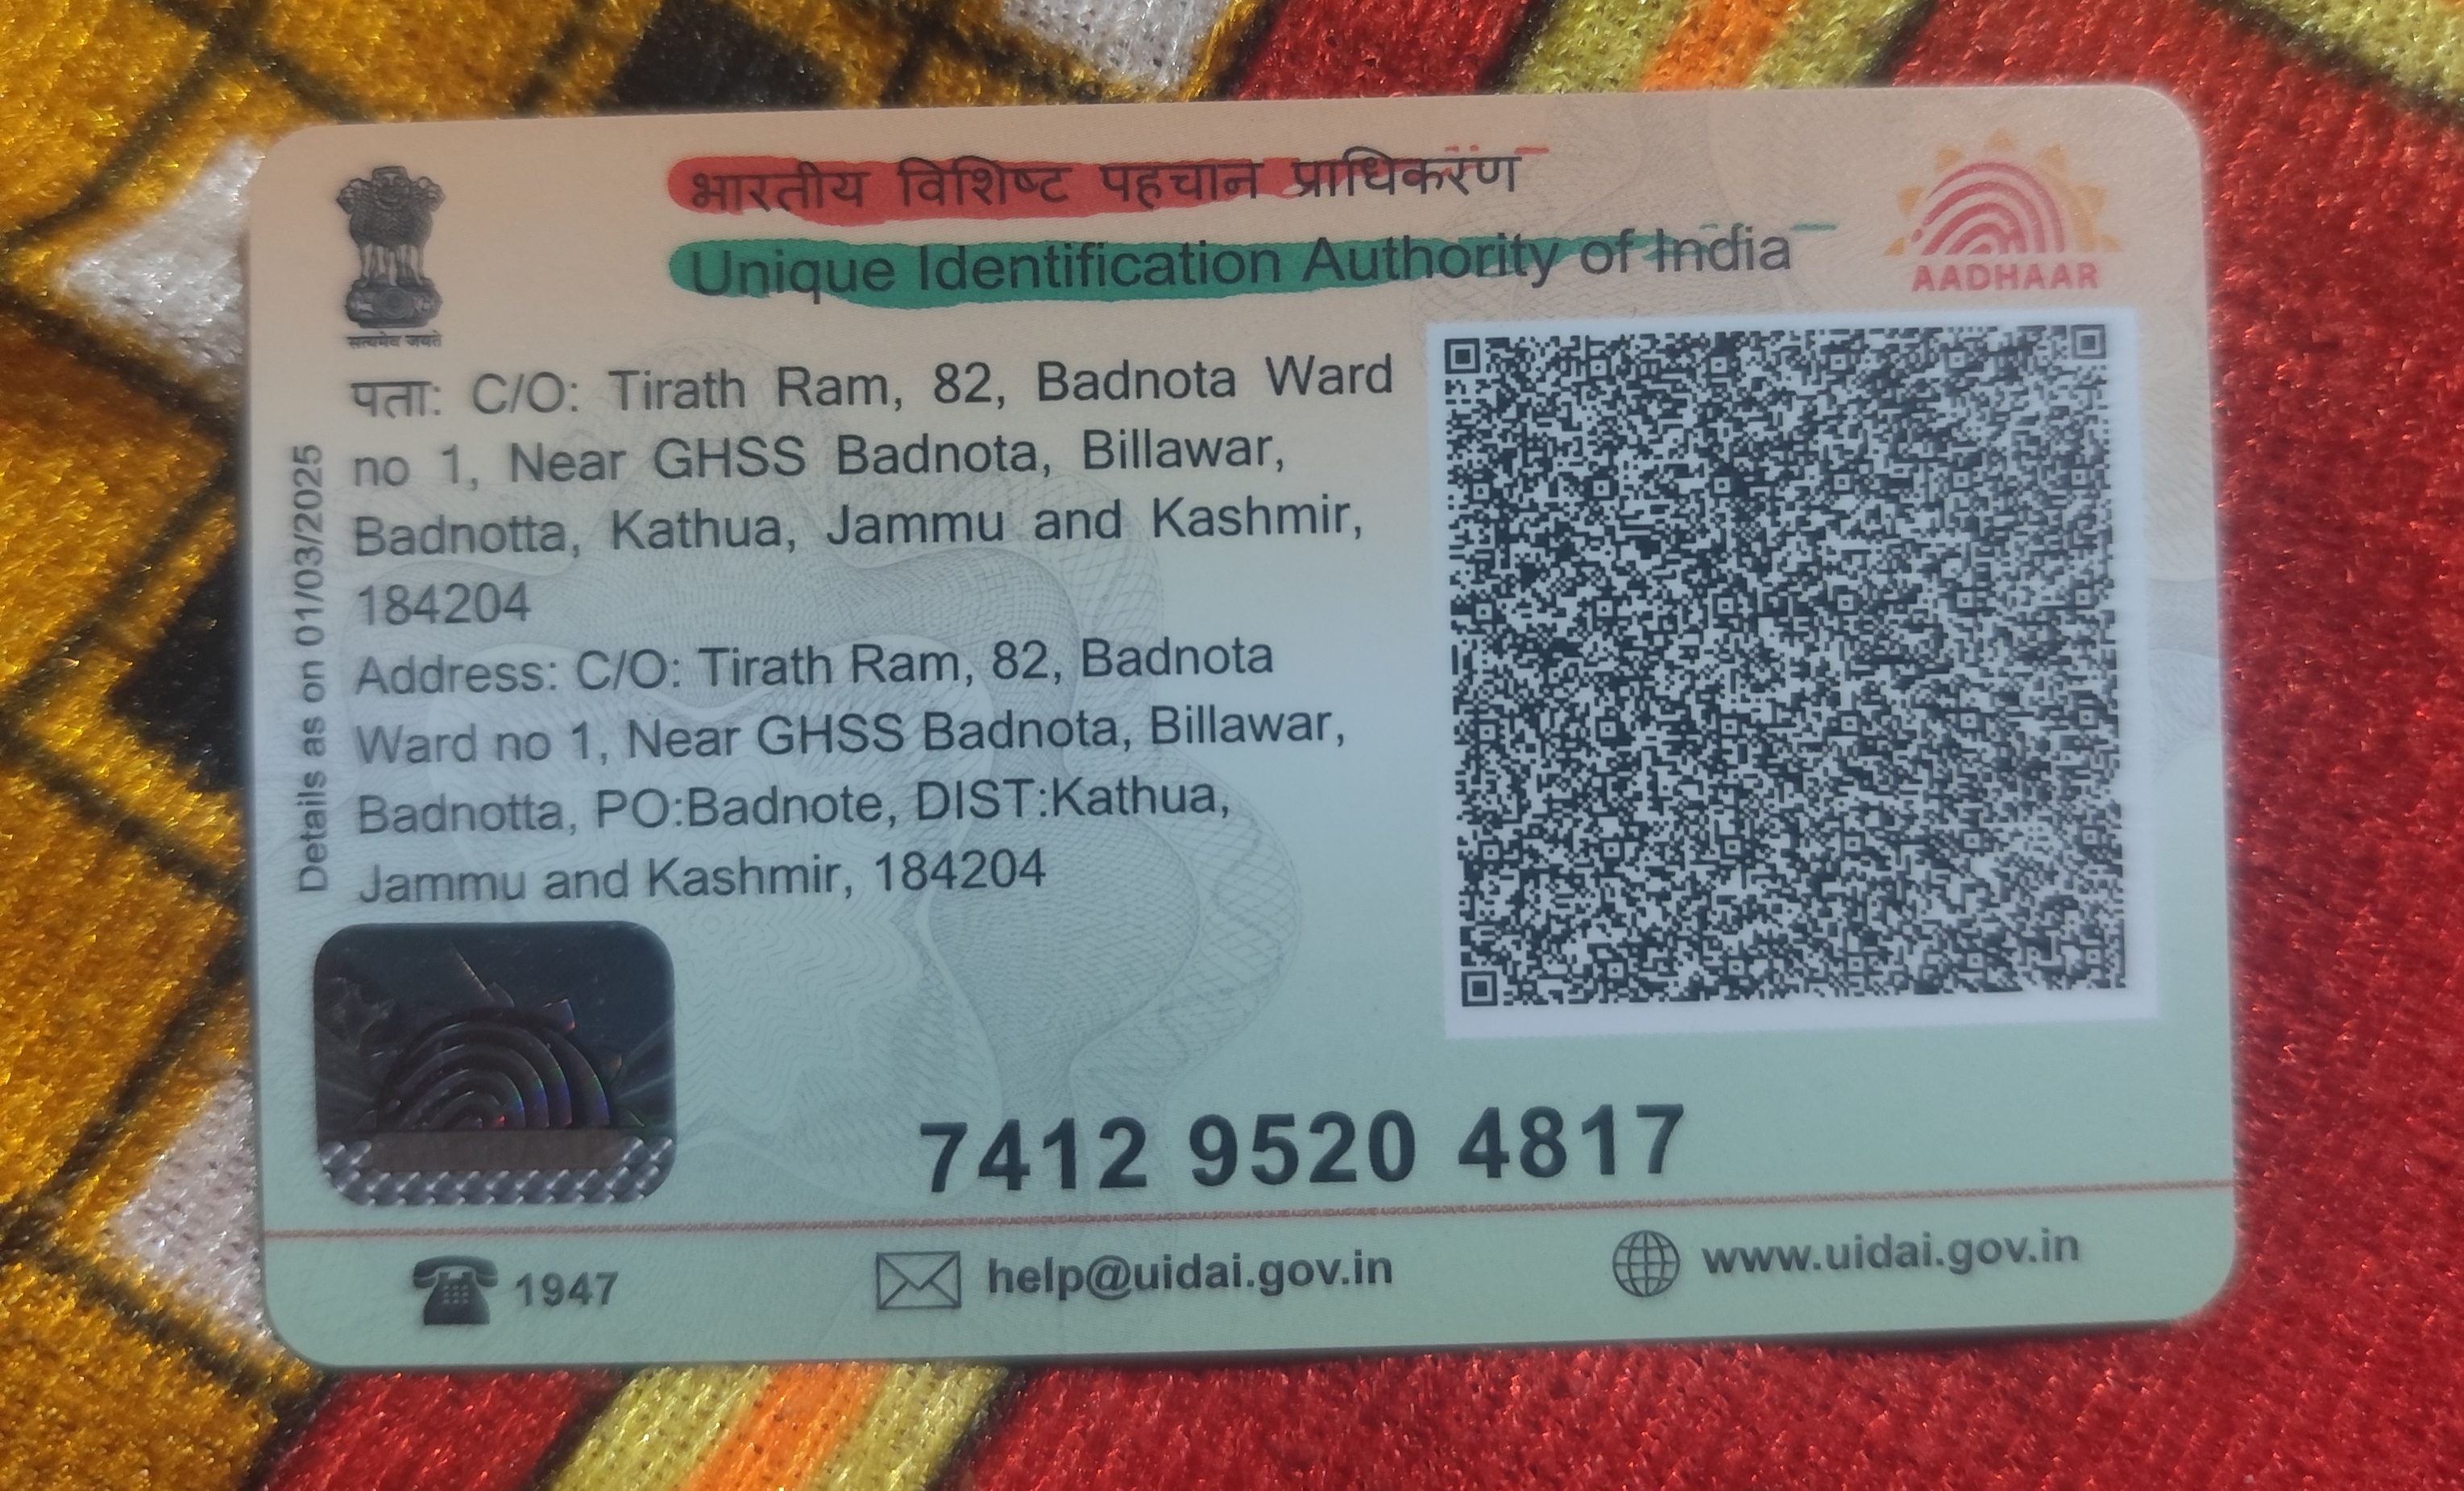 भारतीय विशिष्ट पहचान प्राधिकरण
Unique Identification Authority of India
AADHAAR
सत्यमेव जयते
पता: C/O: Tirath Ram, 82, Badnota Ward
no 1, Near GHSS Badnota, Billawar,
Badnotta, Kathua, Jammu and Kashmir,
184204
Address: C/O: Tirath Ram, 82, Badnota
Ward no 1, Near GHSS Badnota, Billawar,
Badnotta, PO:Badnote, DIST:Kathua,
Jammu and Kashmir, 184204
Details as on 01/03/2025
7412 9520 4817
1947
help@uidai.gov.in
www.uidai.gov.in